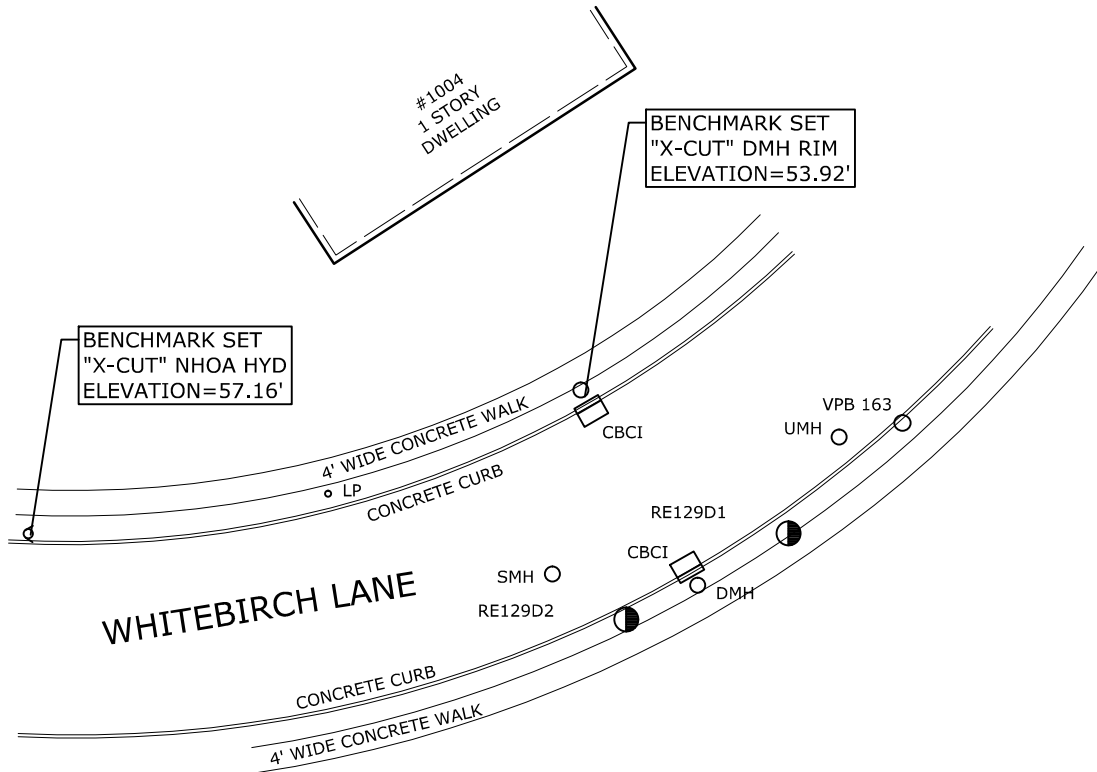 #1004
1 STORY
DWELLING
BENCHMARK SET
"X-CUT" DMH RIM
ELEVATION=53.92'
BENCHMARK SET
"X-CUT" NHOA HYD
ELEVATION=57.16'
4' WIDE CONCRETE WALK
CBCI
VPB 163
UMH
LP
CONCRETE CURB
RE129D1
CBCI
SMH
DMH
RE129D2
WHITEBIRCH LANE
CONCRETE CURB
4' WIDE CONCRETE WALK